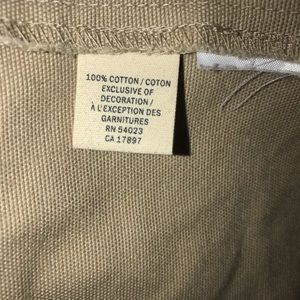 100% COTTON / COTON
EXCLUSIVE OF
DECORATION /
À L'EXCEPTION DES
GARNITURES
RN 54023
CA 17897